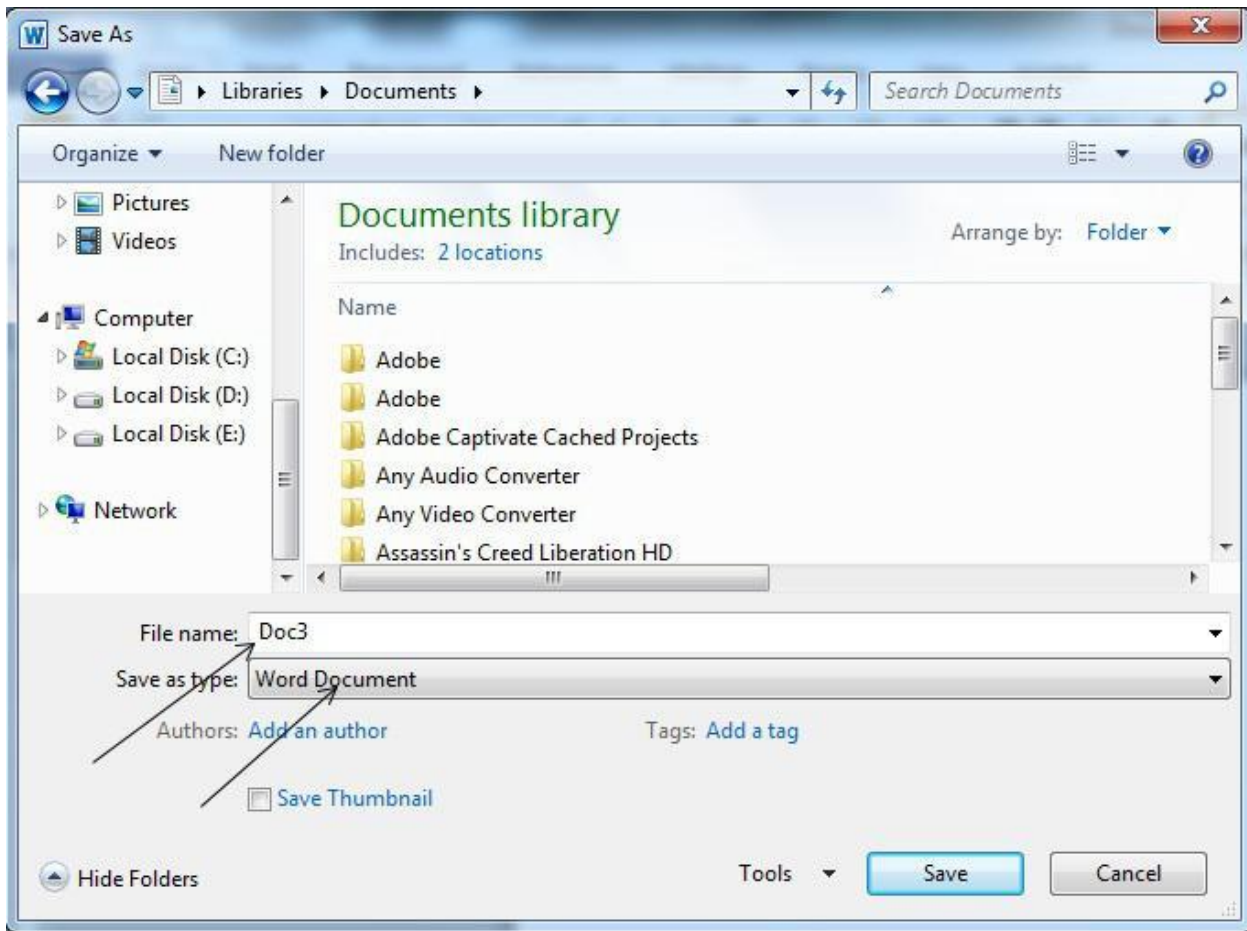 W Save As
Libraries Documents Search Documents
Organize New folder
Pictures
Videos
Computer
Local Disk (C:)
Local Disk (D:)
Local Disk (E:)
Network
Documents library
Includes: 2 locations
Arrange by: Folder
Name
Adobe
Adobe
Adobe Captivate Cached Projects
Any Audio Converter
Any Video Converter
Assassin's Creed Liberation HD
File name: Doc3
Save as type: Word Document
Authors: Add an author Tags: Add a tag
Save Thumbnail
Hide Folders Tools Save Cancel